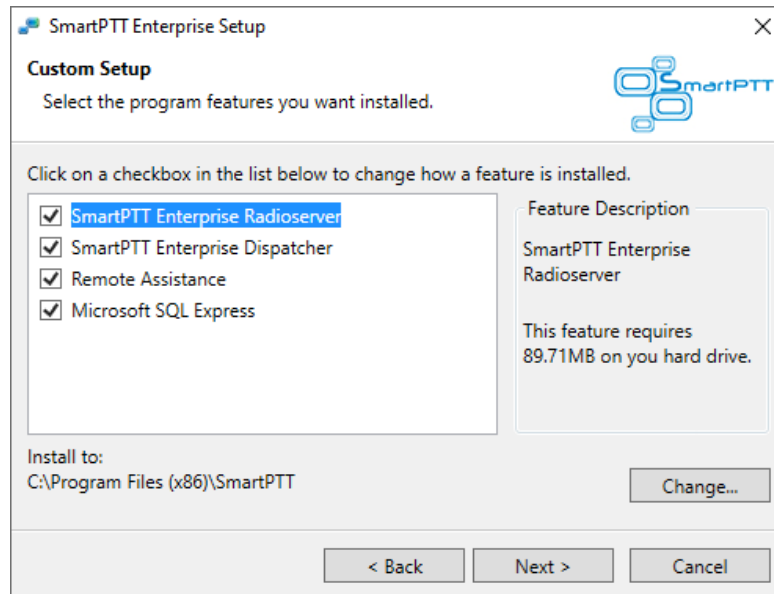 SmartPTT Enterprise Setup
Custom Setup
Select the program features you want installed.
SmartPTT
Click on a checkbox in the list below to change how a feature is installed.
SmartPTT Enterprise Radioserver
SmartPTT Enterprise Dispatcher
Remote Assistance
Microsoft SQL Express
Feature Description
SmartPTT Enterprise
Radioserver
This feature requires
89.71MB on you hard drive.
Install to:
C:\Program Files (x86)\SmartPTT
Change...
< Back
Next >
Cancel